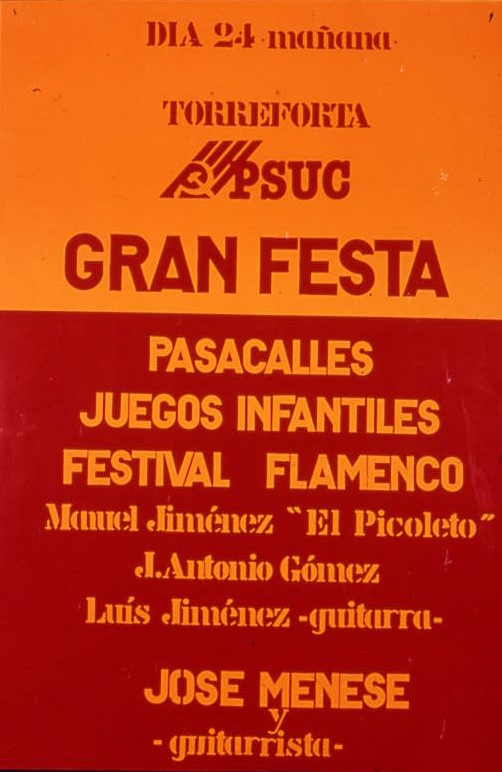 DIA 24 mañana
TORREFORTA
PSUC
GRAN FESTA
PASACALLES
JUEGOS INFANTILES
FESTIVAL FLAMENCO
Manuel Jiménez "El Picoleto"
J. Antonio Gómez
Luís Jiménez -guitarra-
JOSE MENESE
y
-guitarrista-